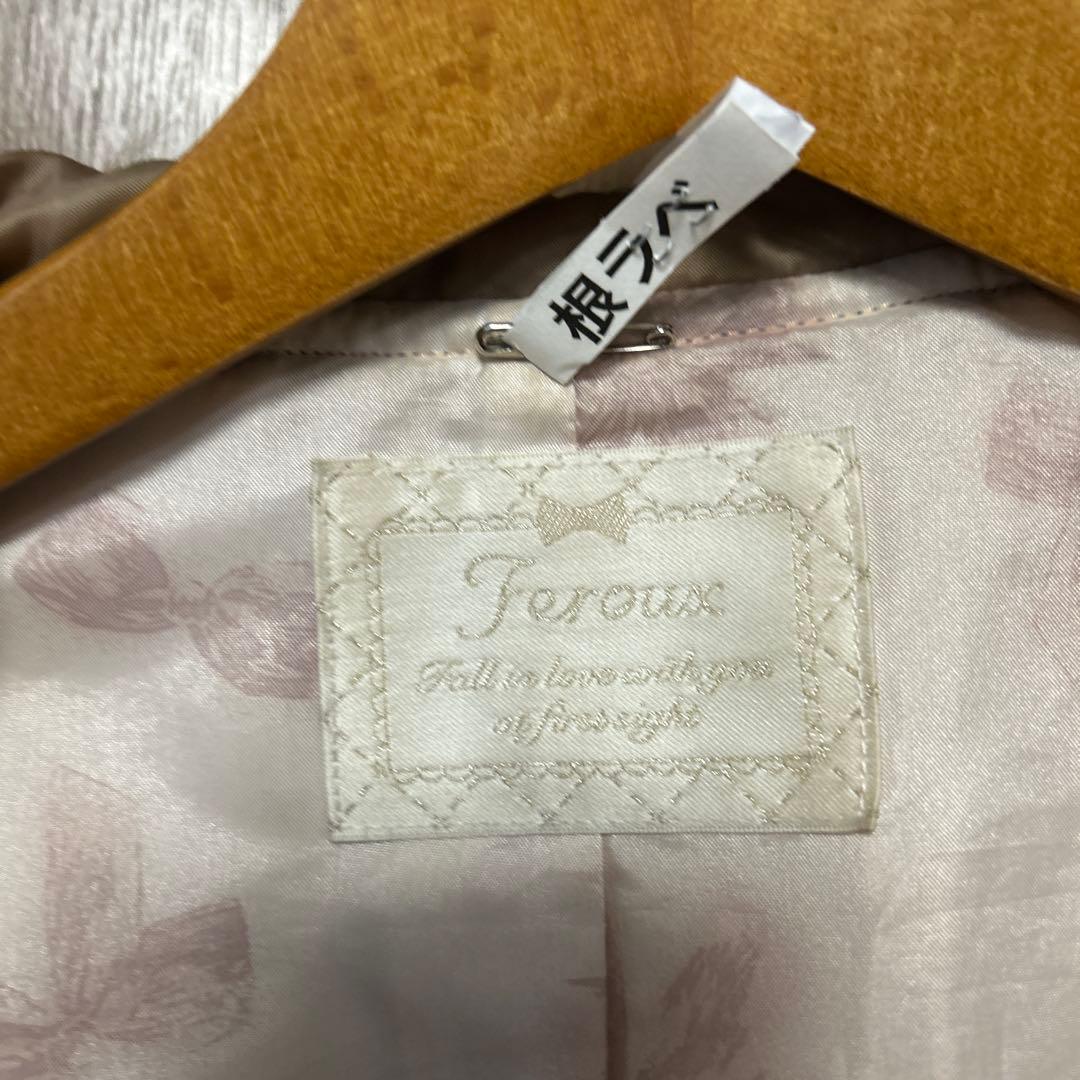 根ラベ
Feroux
Fall in love with you
at first sight